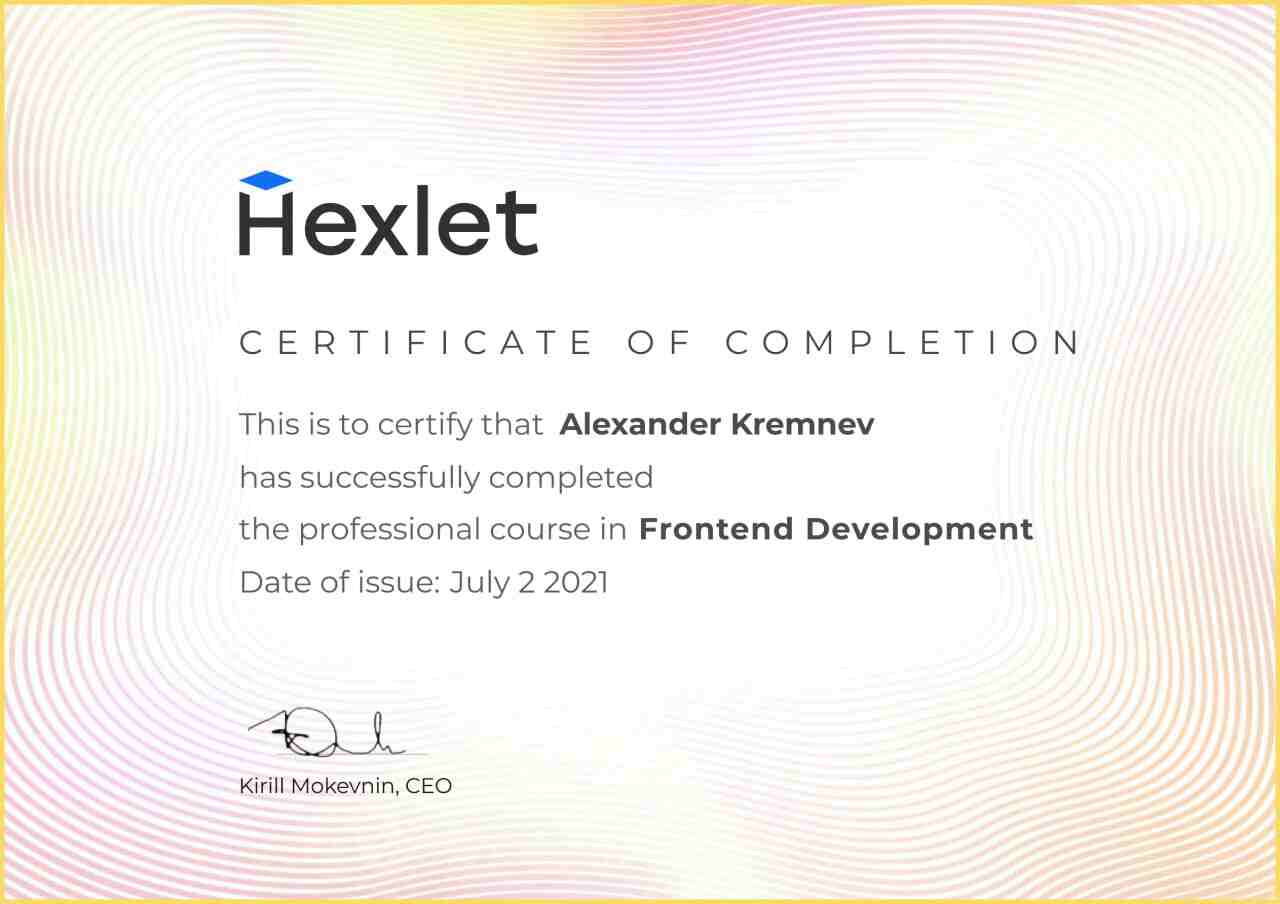 Hexlet
CERTIFICATE OF COMPLETION
This is to certify that Alexander Kremnev
has successfully completed
the professional course in Frontend Development
Date of issue: July 2 2021
Kirill Mokevnin, CEO